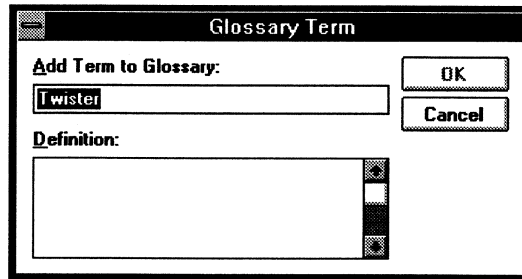 Glossary Term
Add Term to Glossary:
OK
Twister
Cancel
Definition: